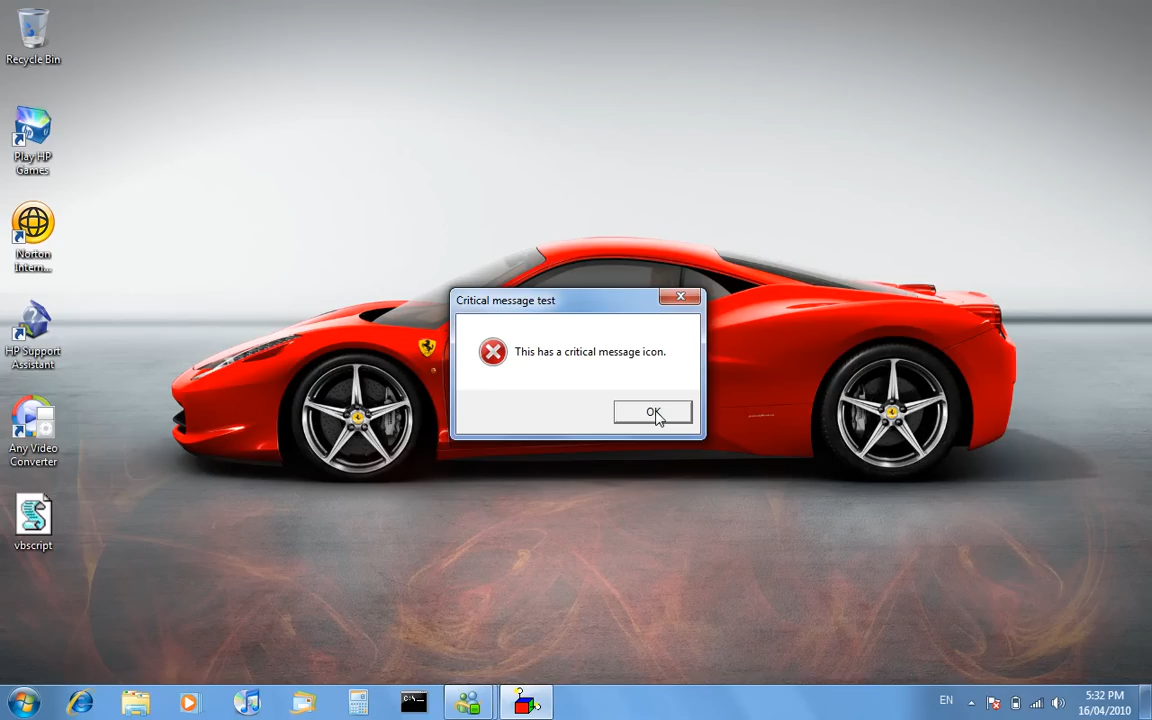 Recycle Bin
Play HP
Games
Norton
Intern...
HP Support
Assistant
Any Video
Converter
vbscript
Critical message test
This has a critical message icon.
OK
EN
5:32 PM
16/04/2010